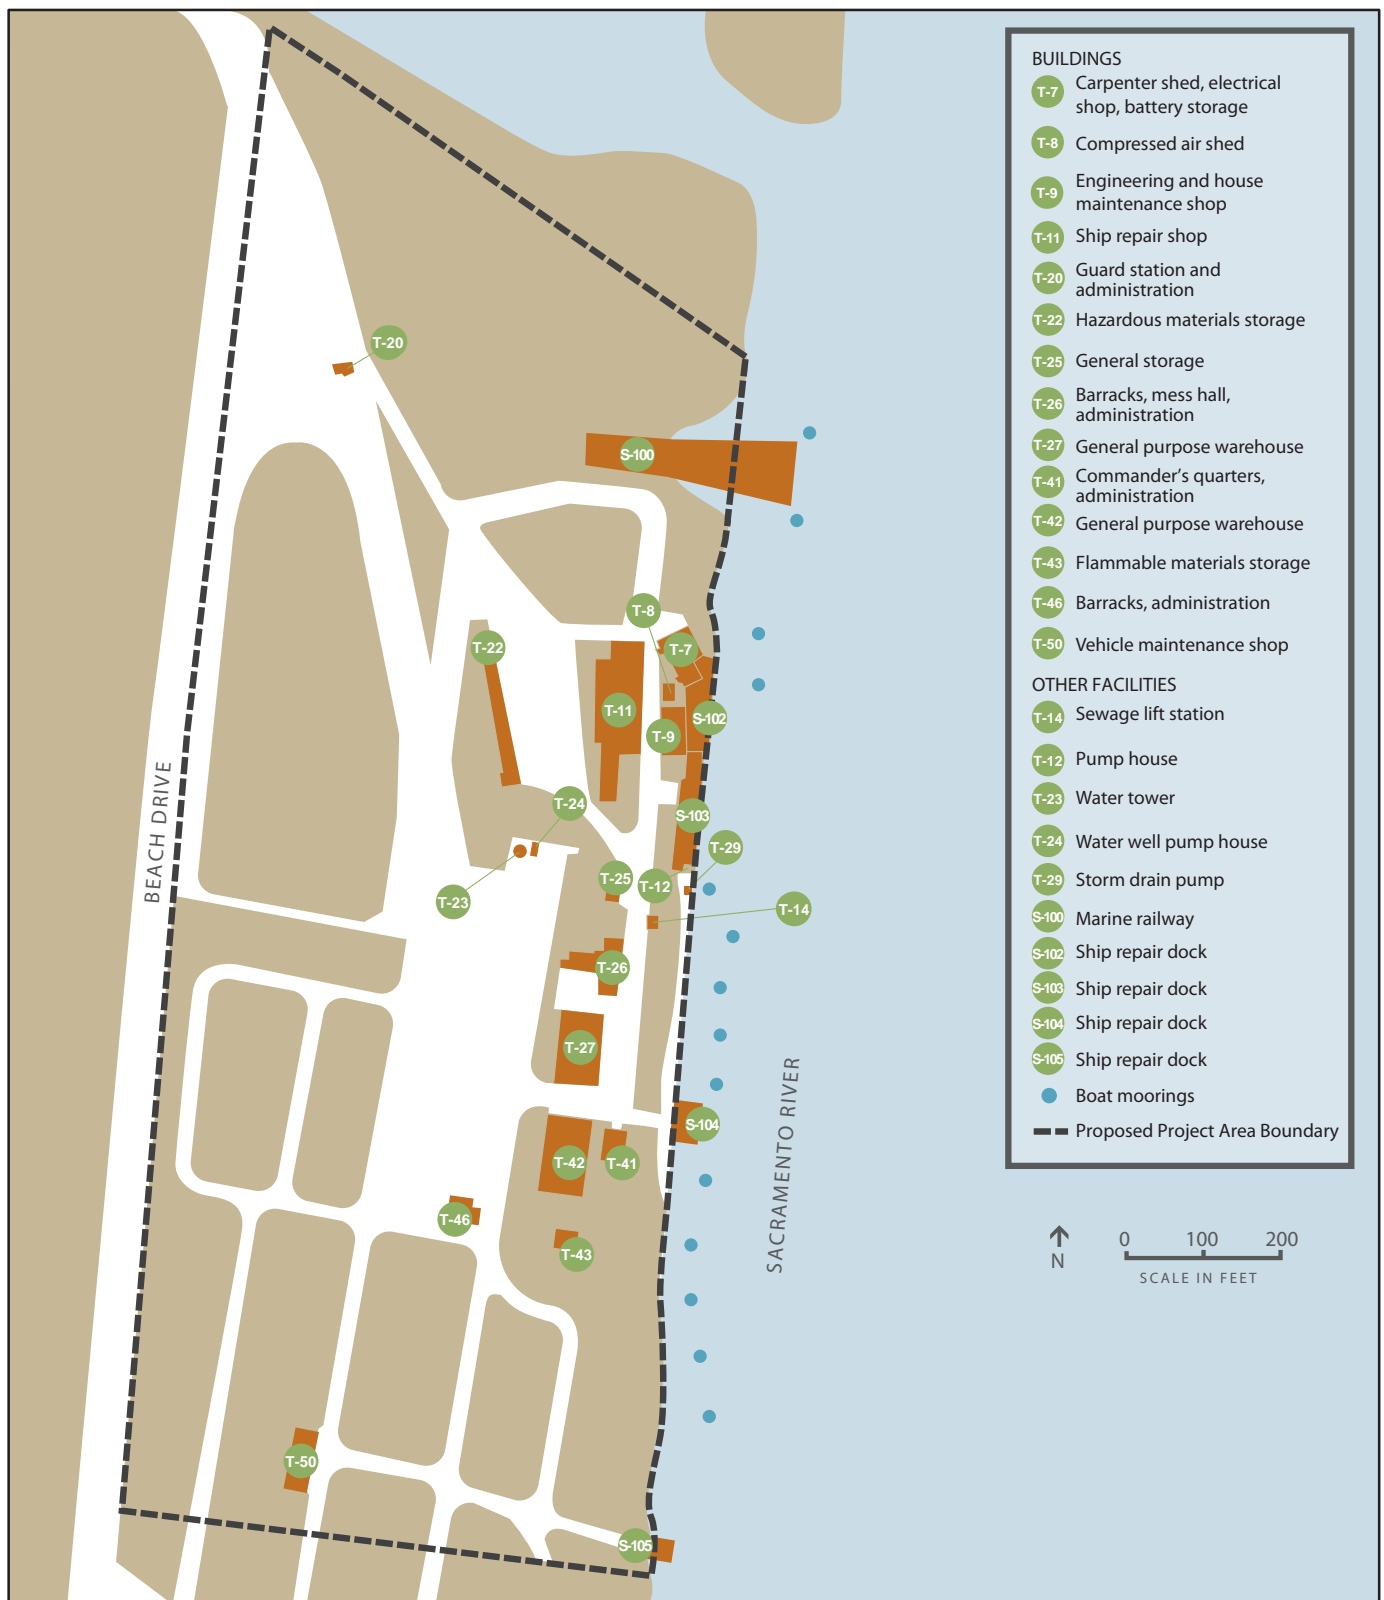 BUILDINGS
T-7 Carpenter shed, electrical
shop, battery storage
T-8 Compressed air shed
T-9 Engineering and house
maintenance shop
T-11 Ship repair shop
T-20 Guard station and
administration
T-22 Hazardous materials storage
T-25 General storage
T-26 Barracks, mess hall,
administration
T-27 General purpose warehouse
T-41 Commander’s quarters,
administration
T-42 General purpose warehouse
T-43 Flammable materials storage
T-46 Barracks, administration
T-50 Vehicle maintenance shop
OTHER FACILITIES
T-14 Sewage lift station
T-12 Pump house
T-23 Water tower
T-24 Water well pump house
T-29 Storm drain pump
S-100 Marine railway
S-102 Ship repair dock
S-103 Ship repair dock
S-104 Ship repair dock
S-105 Ship repair dock
Boat moorings
Proposed Project Area Boundary
N
0 100 200
SCALE IN FEET
T-20
S-100
T-8
T-22
T-7
T-11
S-102
T-9
T-24
S-103
T-29
T-25
T-12
T-23
T-14
T-26
T-27
S-104
T-42
T-41
T-46
T-43
T-50
S-105
BEACH DRIVE
SACRAMENTO RIVER